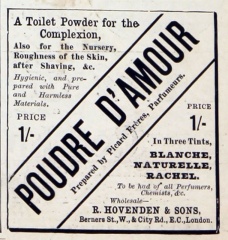 A Toilet Powder for the
Complexion,
Also for the Nursery,
Roughness of the Skin,
after Shaving, &c.
Hygienic, and pre-
pared with Pure
and Harmless
Materials.
PRICE
1/-
POUDRE D'AMOUR
Prepared by Picard Frères, Parfumeurs.
PRICE
1/-
In Three Tints,
BLANCHE,
NATURELLE,
RACHEL.
To be had of all Perfumers,
Chemists, &c.
Wholesale—
R. HOVENDEN & SONS,
Berners St., W., & City Rd., E.C., London.